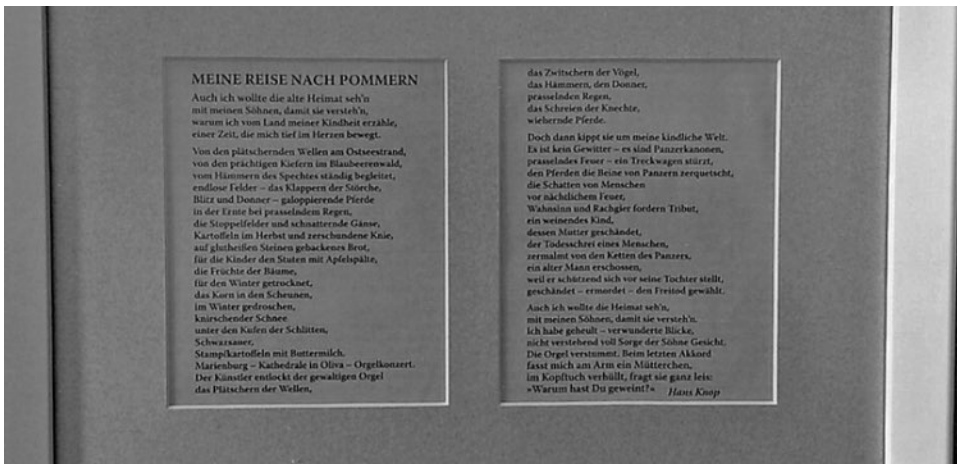 MEINE REISE NACH POMMERN
Auch ich wollte die alte Heimat seh'n
mit meinen Söhnen, damit sie versteh'n,
warum ich vom Land meiner Kindheit erzähle,
einer Zeit, die mich tief im Herzen bewegt.
Von den plätschernden Wellen am Ostseestrand,
von den prächtigen Kiefern im Blaubeerenwald,
vom Hämmern des Spechtes ständig begleitet,
endlose Felder – das Klappern der Störche,
Blitz und Donner – galoppierende Pferde
in der Ernte bei prasselndem Regen,
die Stoppelfelder und schnatternde Gänse,
Kartoffeln im Herbst und zerschundene Knie,
auf glutheißen Steinen gebackenes Brot,
für die Kinder den Stuten mit Apfelspälte,
die Früchte der Bäume,
für den Winter getrocknet,
das Korn in den Scheunen,
im Winter gedroschen,
knirschender Schnee
unter den Kufen der Schlitten,
Schwarsauer,
Stampfkartoffeln mit Buttermilch.
Marienburg – Kathedrale in Oliva – Orgelkonzert.
Der Künstler entlockt der gewaltigen Orgel
das Plätschern der Wellen,
das Zwitschern der Vögel,
das Hämmern, den Donner,
prasselnden Regen,
das Schreien der Knechte,
wiehernde Pferde.
Doch dann kippt sie um meine kindliche Welt.
Es ist kein Gewitter – es sind Panzerkanonen,
prasselndes Feuer – ein Treckwagen stürzt,
den Pferden die Beine von Panzern zerquetscht,
die Schatten von Menschen
vor nächtlichem Feuer,
Wahnsinn und Rachgier fordern Tribut,
ein weinendes Kind,
dessen Mutter geschändet,
der Todesschrei eines Menschen,
zermalmt von den Ketten des Panzers,
ein alter Mann erschossen,
weil er schützend sich vor seine Tochter stellt,
geschändet – ermordet – den Freitod gewählt.
Auch ich wollte die Heimat seh'n,
mit meinen Söhnen, damit sie versteh'n.
Ich habe geheult – verwunderte Blicke,
nicht verstehend voll Sorge der Söhne Gesicht.
Die Orgel verstummt. Beim letzten Akkord
fasst mich am Arm ein Mütterchen,
im Kopftuch verhüllt, fragt sie ganz leis:
»Warum hast Du geweint?« Hans Knop